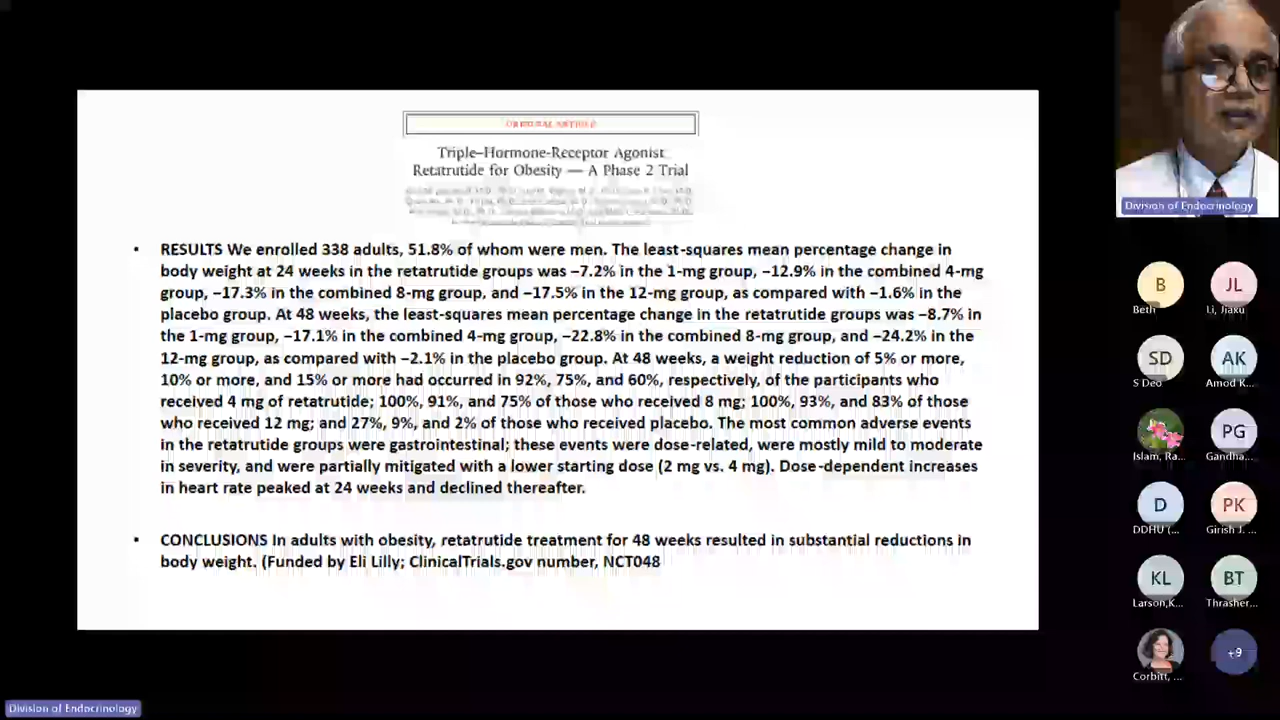 ORIGINAL ARTICLE
Triple–Hormone-Receptor Agonist
Retatrutide for Obesity — A Phase 2 Trial
• RESULTS We enrolled 338 adults, 51.8% of whom were men. The least-squares mean percentage change in
body weight at 24 weeks in the retatrutide groups was −7.2% in the 1-mg group, −12.9% in the combined 4-mg
group, −17.3% in the combined 8-mg group, and −17.5% in the 12-mg group, as compared with −1.6% in the
placebo group. At 48 weeks, the least-squares mean percentage change in the retatrutide groups was −8.7% in
the 1-mg group, −17.1% in the combined 4-mg group, −22.8% in the combined 8-mg group, and −24.2% in the
12-mg group, as compared with −2.1% in the placebo group. At 48 weeks, a weight reduction of 5% or more,
10% or more, and 15% or more had occurred in 92%, 75%, and 60%, respectively, of the participants who
received 4 mg of retatrutide; 100%, 91%, and 75% of those who received 8 mg; 100%, 93%, and 83% of those
who received 12 mg; and 27%, 9%, and 2% of those who received placebo. The most common adverse events
in the retatrutide groups were gastrointestinal; these events were dose-related, were mostly mild to moderate
in severity, and were partially mitigated with a lower starting dose (2 mg vs. 4 mg). Dose-dependent increases
in heart rate peaked at 24 weeks and declined thereafter.
• CONCLUSIONS In adults with obesity, retatrutide treatment for 48 weeks resulted in substantial reductions in
body weight. (Funded by Eli Lilly; ClinicalTrials.gov number, NCT048
Division of Endocrinology
B
JL
Beth
Li, Jiaxu
SD
AK
S Deo
Amod K...
PG
Islam, Ra...
Gandha...
D
PK
DDHU (...
Girish J. ...
KL
BT
Larson,K...
Thrasher...
+9
Corbitt, ...
Division of Endocrinology